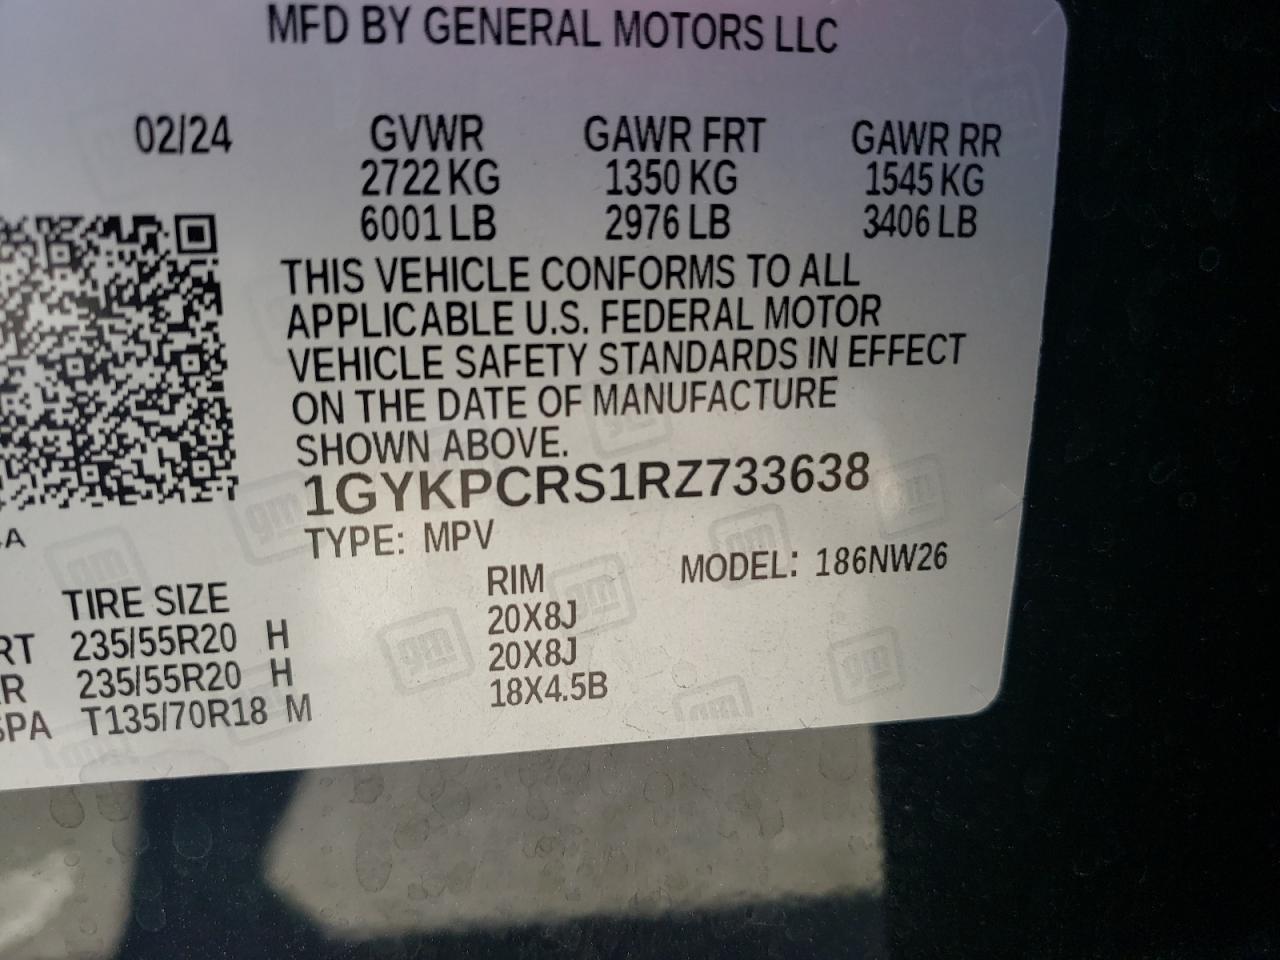 MFD BY GENERAL MOTORS LLC
02/24 GVWR GAWR FRT GAWR RR
2722 KG 1350 KG 1545 KG
6001 LB 2976 LB 3406 LB
THIS VEHICLE CONFORMS TO ALL
APPLICABLE U.S. FEDERAL MOTOR
VEHICLE SAFETY STANDARDS IN EFFECT
ON THE DATE OF MANUFACTURE
SHOWN ABOVE.
1GYKPCRS1RZ733638
TYPE: MPV MODEL: 186NW26
TIRE SIZE RIM
RT 235/55R20 H 20X8J
R 235/55R20 H 20X8J
SPA T135/70R18 M 18X4.5B